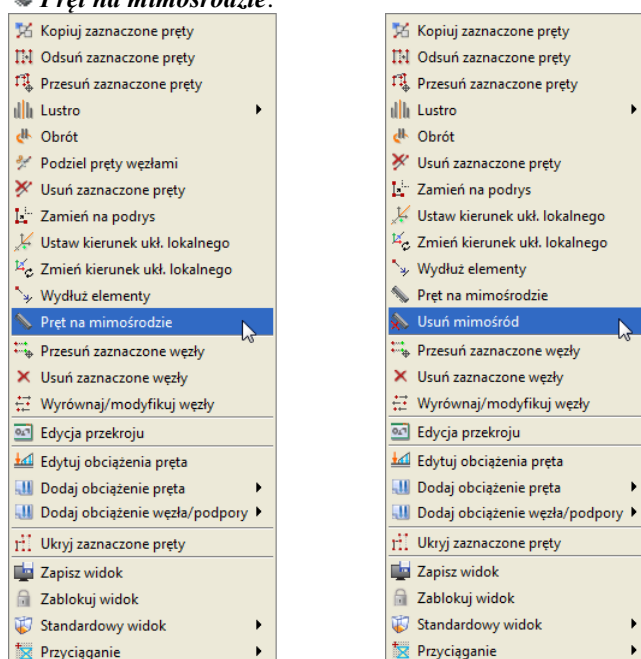 Pręt na mimośrodzie.
Kopiuj zaznaczone pręty
Odsuń zaznaczone pręty
Przesuń zaznaczone pręty
Lustro
Obrót
Podziel pręty węzłami
Usuń zaznaczone pręty
Zamień na podrys
Ustaw kierunek ukł. lokalnego
Zmień kierunek ukł. lokalnego
Wydłuż elementy
Pręt na mimośrodzie
Przesuń zaznaczone węzły
Usuń zaznaczone węzły
Wyrównaj/modyfikuj węzły
Edycja przekroju
Edytuj obciążenia pręta
Dodaj obciążenie pręta
Dodaj obciążenie węzła/podpory
Ukryj zaznaczone pręty
Zapisz widok
Zablokuj widok
Standardowy widok
Przyciąganie
Kopiuj zaznaczone pręty
Odsuń zaznaczone pręty
Przesuń zaznaczone pręty
Lustro
Obrót
Usuń zaznaczone pręty
Zamień na podrys
Ustaw kierunek ukł. lokalnego
Zmień kierunek ukł. lokalnego
Wydłuż elementy
Pręt na mimośrodzie
Usuń mimośród
Przesuń zaznaczone węzły
Usuń zaznaczone węzły
Wyrównaj/modyfikuj węzły
Edycja przekroju
Edytuj obciążenia pręta
Dodaj obciążenie pręta
Dodaj obciążenie węzła/podpory
Ukryj zaznaczone pręty
Zapisz widok
Zablokuj widok
Standardowy widok
Przyciąganie